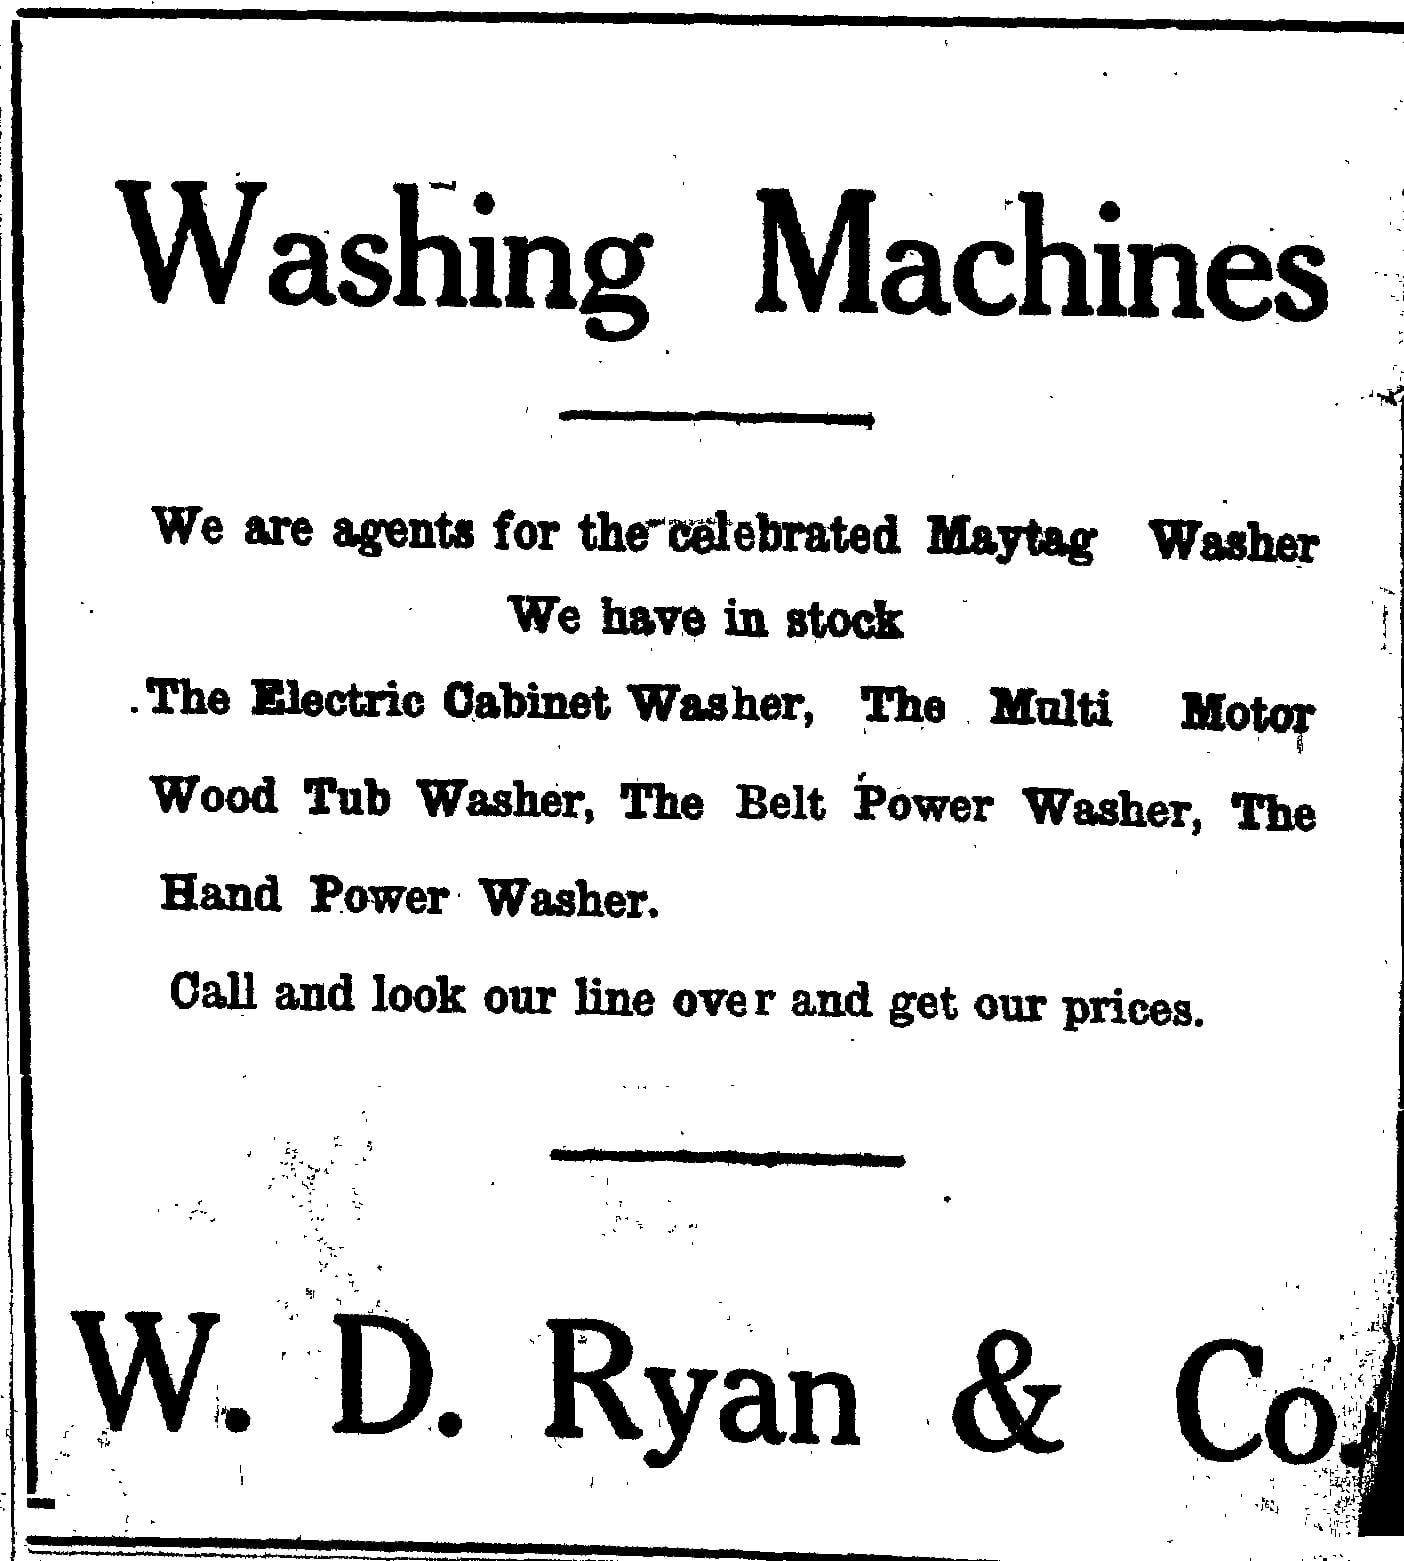 Washing Machines
We are agents for the celebrated Maytag Washer
We have in stock
The Electric Cabinet Washer, The Multi Motor
Wood Tub Washer, The Belt Power Washer, The
Hand Power Washer.
Call and look our line over and get our prices.
W. D. Ryan & Co.